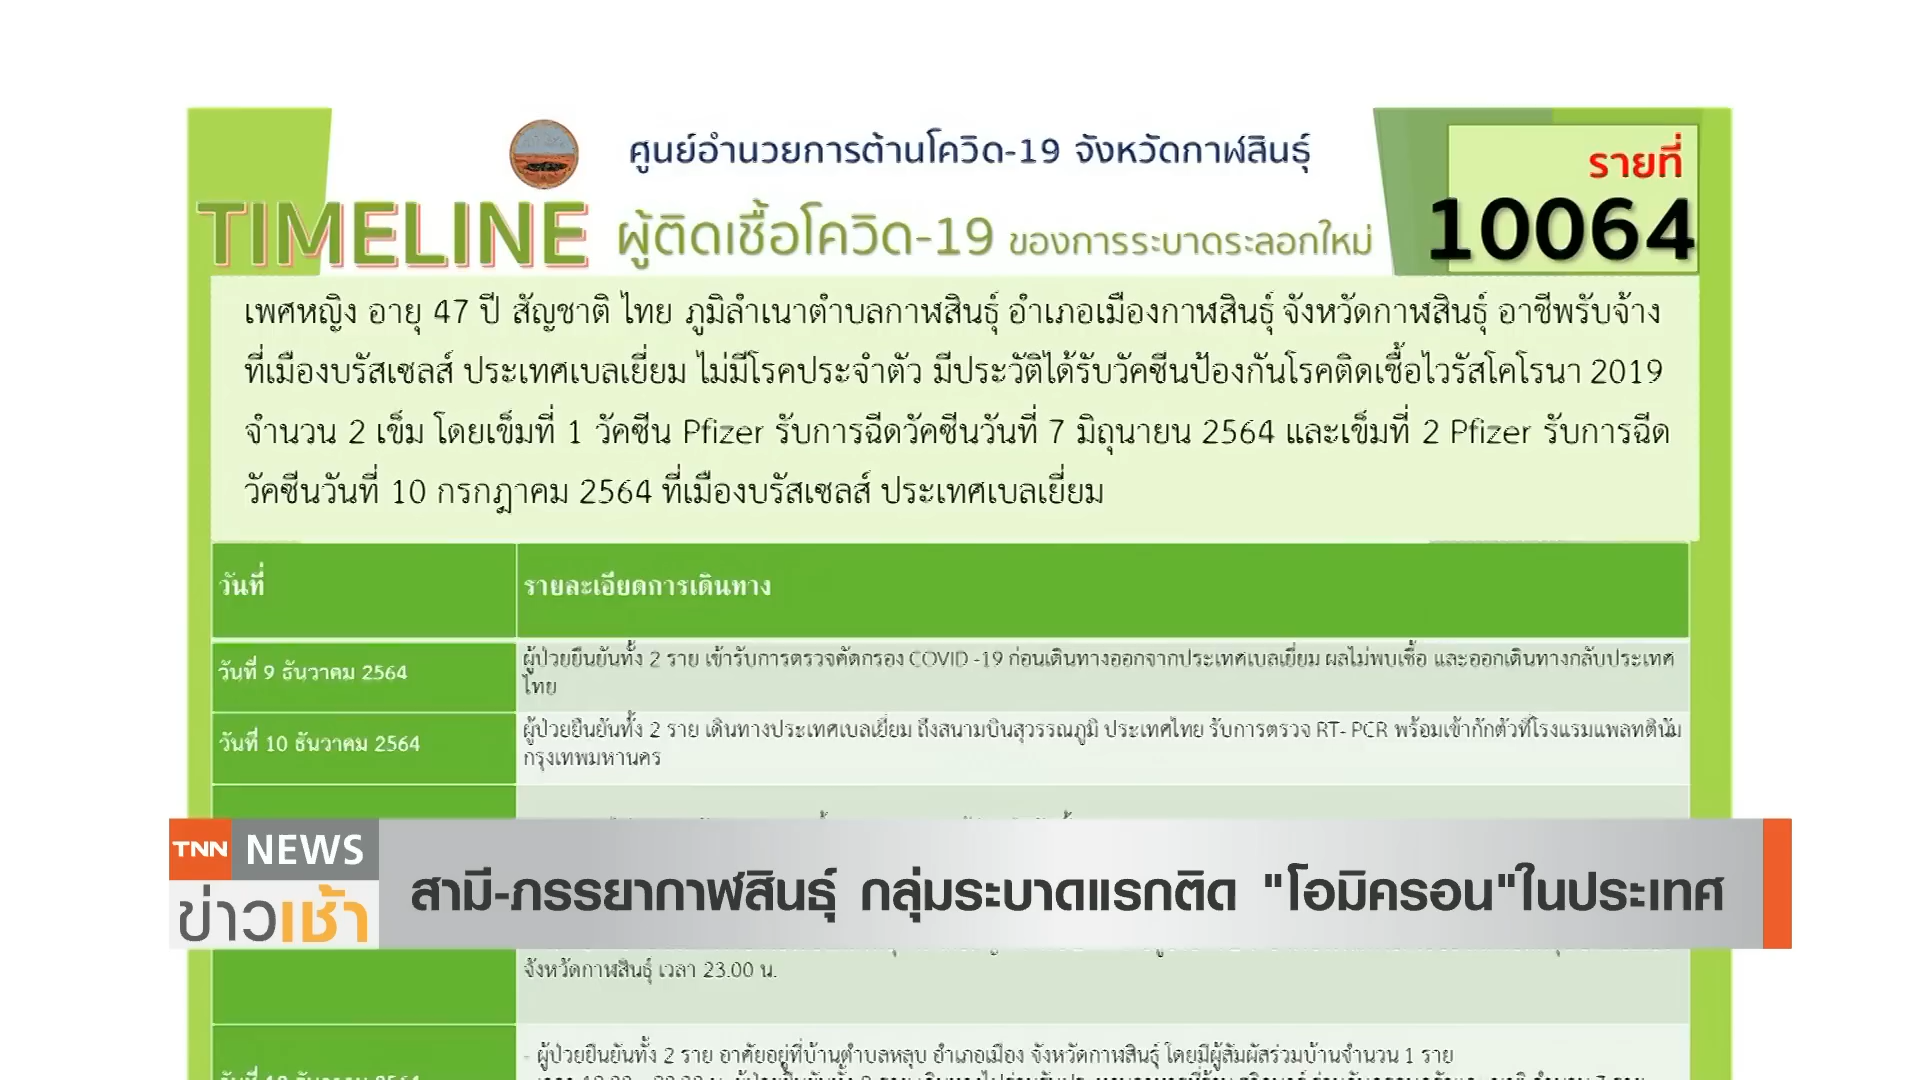 ศูนย์อำนวยการต้านโควิด-19 จังหวัดกาฬสินธุ์
รายที่
10064
TIMELINE ผู้ติดเชื้อโควิด-19 ของการระบาดระลอกใหม่
เพศหญิง อายุ 47 ปี สัญชาติ ไทย ภูมิลำเนาตำบลกาฬสินธุ์ อำเภอเมืองกาฬสินธุ์ จังหวัดกาฬสินธุ์ อาชีพรับจ้าง
ที่เมืองบรัสเซลส์ ประเทศเบลเยี่ยม ไม่มีโรคประจำตัว มีประวัติได้รับวัคซีนป้องกันโรคติดเชื้อไวรัสโคโรนา 2019
จำนวน 2 เข็ม โดยเข็มที่ 1 วัคซีน Pfizer รับการฉีดวัคซีนวันที่ 7 มิถุนายน 2564 และเข็มที่ 2 Pfizer รับการฉีด
วัคซีนวันที่ 10 กรกฎาคม 2564 ที่เมืองบรัสเซลส์ ประเทศเบลเยี่ยม
วันที่ รายละเอียดการเดินทาง
วันที่ 9 ธันวาคม 2564
ผู้ป่วยยืนยันทั้ง 2 ราย เข้ารับการตรวจคัดกรอง COVID -19 ก่อนเดินทางออกจากประเทศเบลเยี่ยม ผลไม่พบเชื้อ และออกเดินทางกลับประเทศ
ไทย
วันที่ 10 ธันวาคม 2564
ผู้ป่วยยืนยันทั้ง 2 ราย เดินทางประเทศเบลเยี่ยม ถึงสนามบินสุวรรณภูมิ ประเทศไทย รับการตรวจ RT- PCR พร้อมเข้ากักตัวที่โรงแรมแพลทตินั่ม
กรุงเทพมหานคร
TNN NEWS
ข่าวเช้า
สามี-ภรรยากาฬสินธุ์ กลุ่มระบาดแรกติด "โอมิครอน"ในประเทศ
จังหวัดกาฬสินธุ์ เวลา 23.00 น.
- ผู้ป่วยยืนยันทั้ง 2 ราย อาศัยอยู่ที่บ้านตำบลหลุบ อำเภอเมือง จังหวัดกาฬสินธุ์ โดยมีผู้สัมผัสร่วมบ้านจำนวน 1 ราย